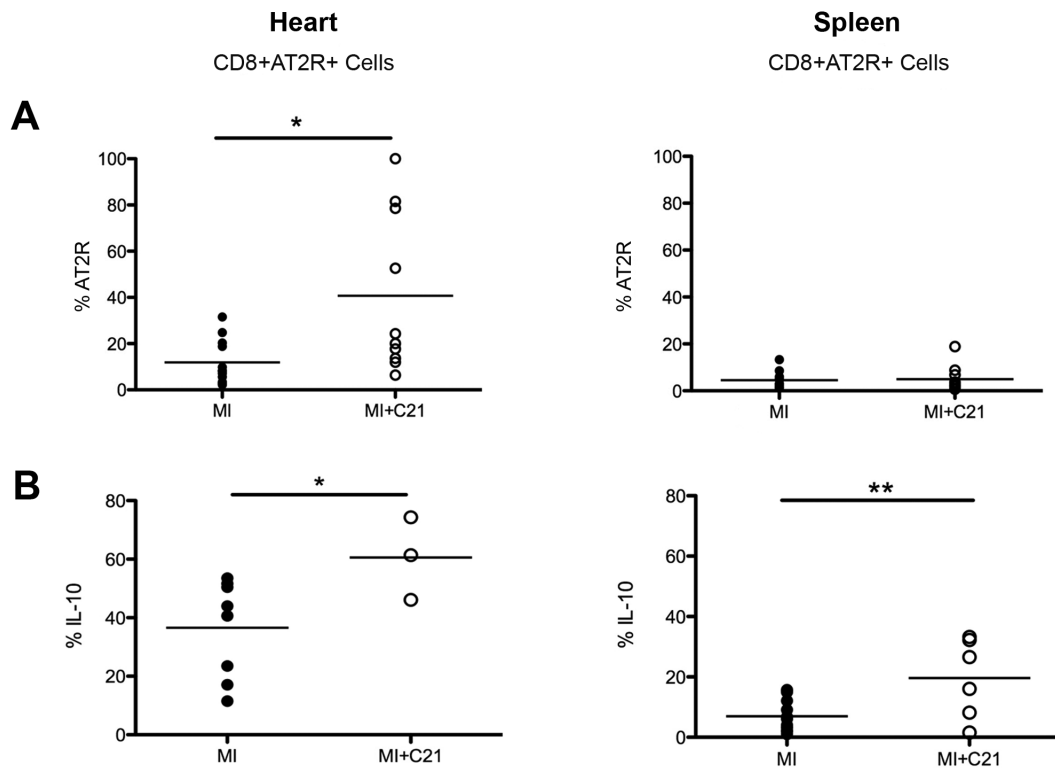 Heart
CD8+AT2R+ Cells
Spleen
CD8+AT2R+ Cells
A
*
% AT2R
100
80
60
40
20
0
MI
MI+C21
% AT2R
100
80
60
40
20
0
MI
MI+C21
B
*
% IL-10
80
60
40
20
0
MI
MI+C21
**
% IL-10
80
60
40
20
0
MI
MI+C21